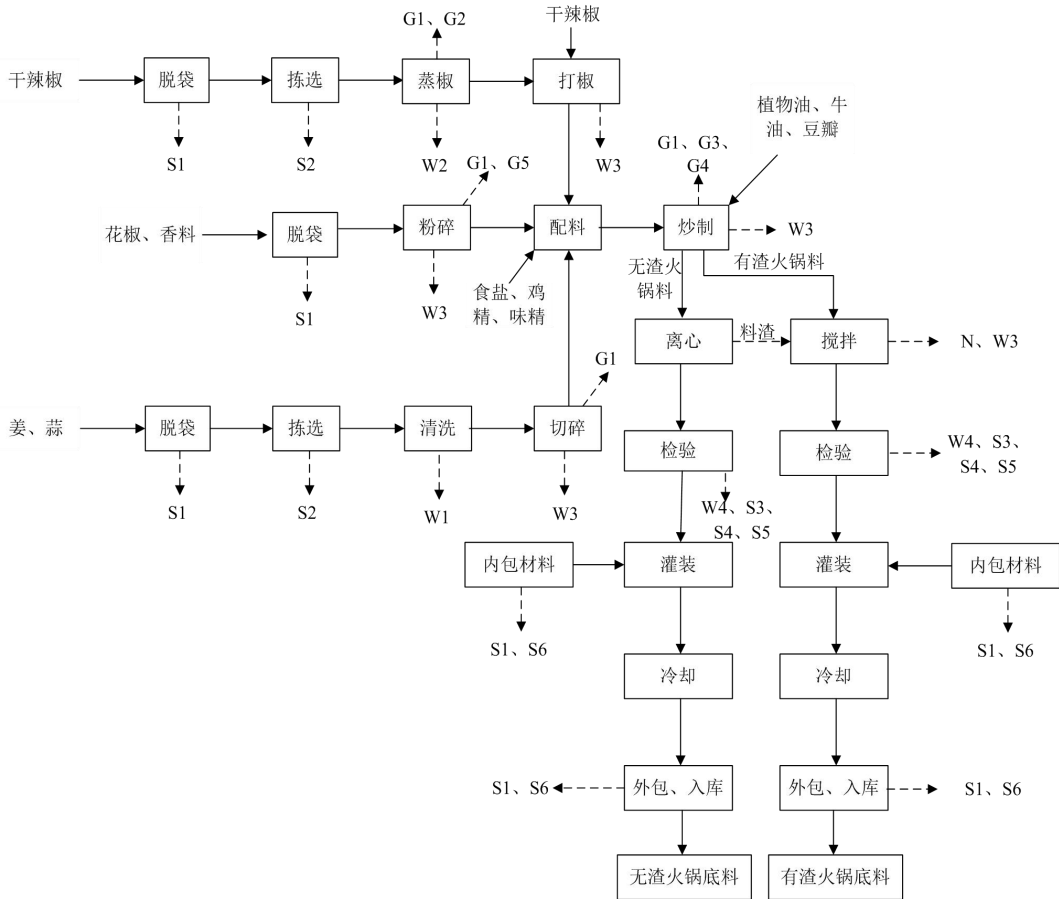 G1、G2
干辣椒
干辣椒
脱袋
拣选
蒸椒
打椒
S1
S2
W2
W3
植物油、牛
油、豆瓣
G1、G5
G1、G3、
G4
花椒、香料
脱袋
粉碎
配料
炒制
W3
S1
W3
食盐、鸡
精、味精
无渣火
锅料
有渣火锅料
离心
料渣
搅拌
N、W3
G1
姜、蒜
脱袋
拣选
清洗
切碎
S1
S2
W1
W3
检验
检验
W4、S3、
S4、S5
W4、S3、
S4、S5
内包材料
灌装
灌装
内包材料
S1、S6
S1、S6
冷却
冷却
S1、S6
外包、入库
外包、入库
S1、S6
无渣火锅底料
有渣火锅底料